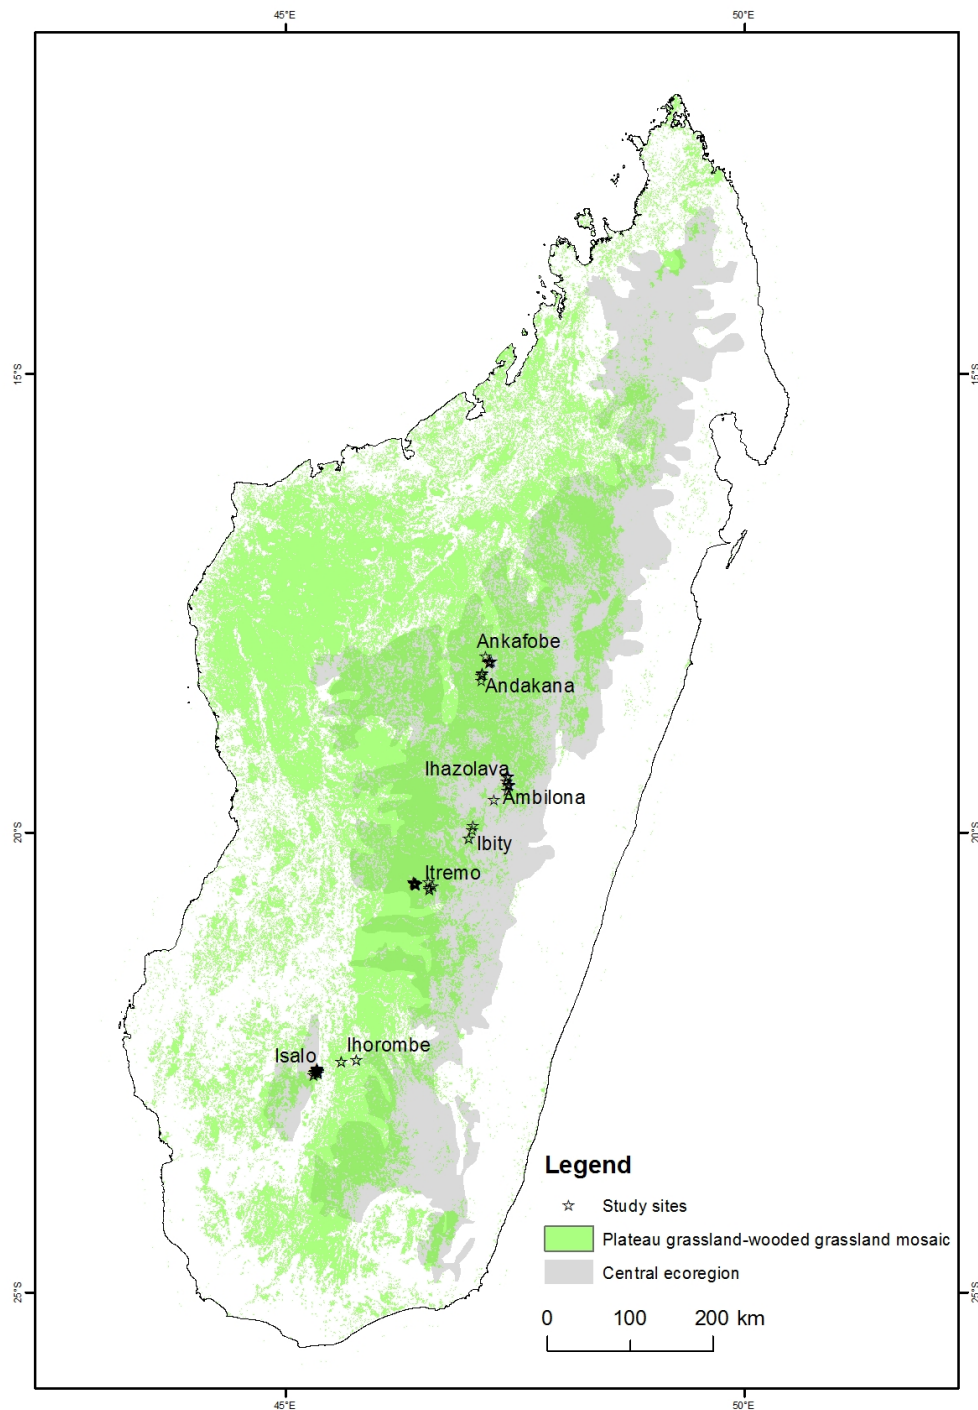 45°E 50°E
15°S 15°S
Ankafobe
Andakana
Ihazolava
Ambilona
20°S 20°S
Ibity
Itremo
Ihorombe
Isalo
Legend
Study sites
Plateau grassland-wooded grassland mosaic
Central ecoregion
25°S 25°S
0 100 200 km
45°E 50°E